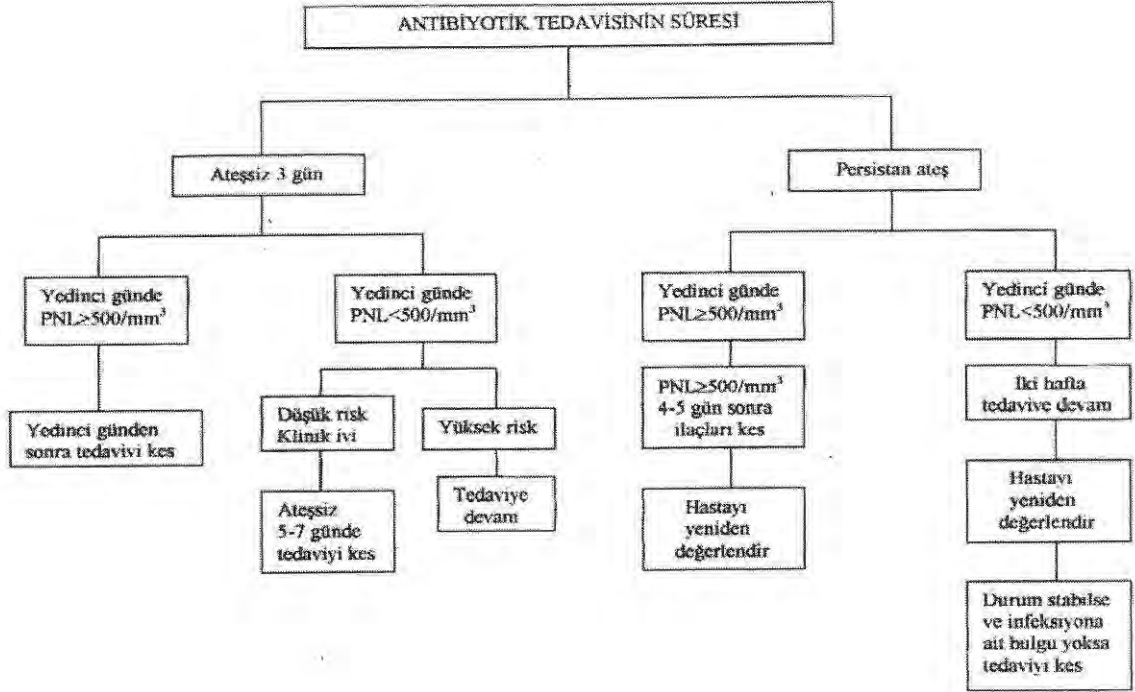 ANTİBİYOTİK TEDAVİSİNİN SÜRESİ
Ateşsiz 3 gün
Persistan ateş
Yedinci günde
PNL≥500/mm³
Yedinci günde
PNL<500/mm³
Yedinci günde
PNL≥500/mm³
Yedinci günde
PNL<500/mm³
Yedinci günden
sonra tedaviyi kes
Düşük risk
Klinik iyi
Yüksek risk
PNL≥500/mm³
4-5 gün sonra
ilaçları kes
İki hafta
tedaviye devam
Ateşsiz
5-7 günde
tedaviyi kes
Tedaviye
devam
Hastayı
yeniden
değerlendir
Hastayı
yeniden
değerlendir
Durum stabilse
ve infeksiyona
ait bulgu yoksa
tedaviyi kes